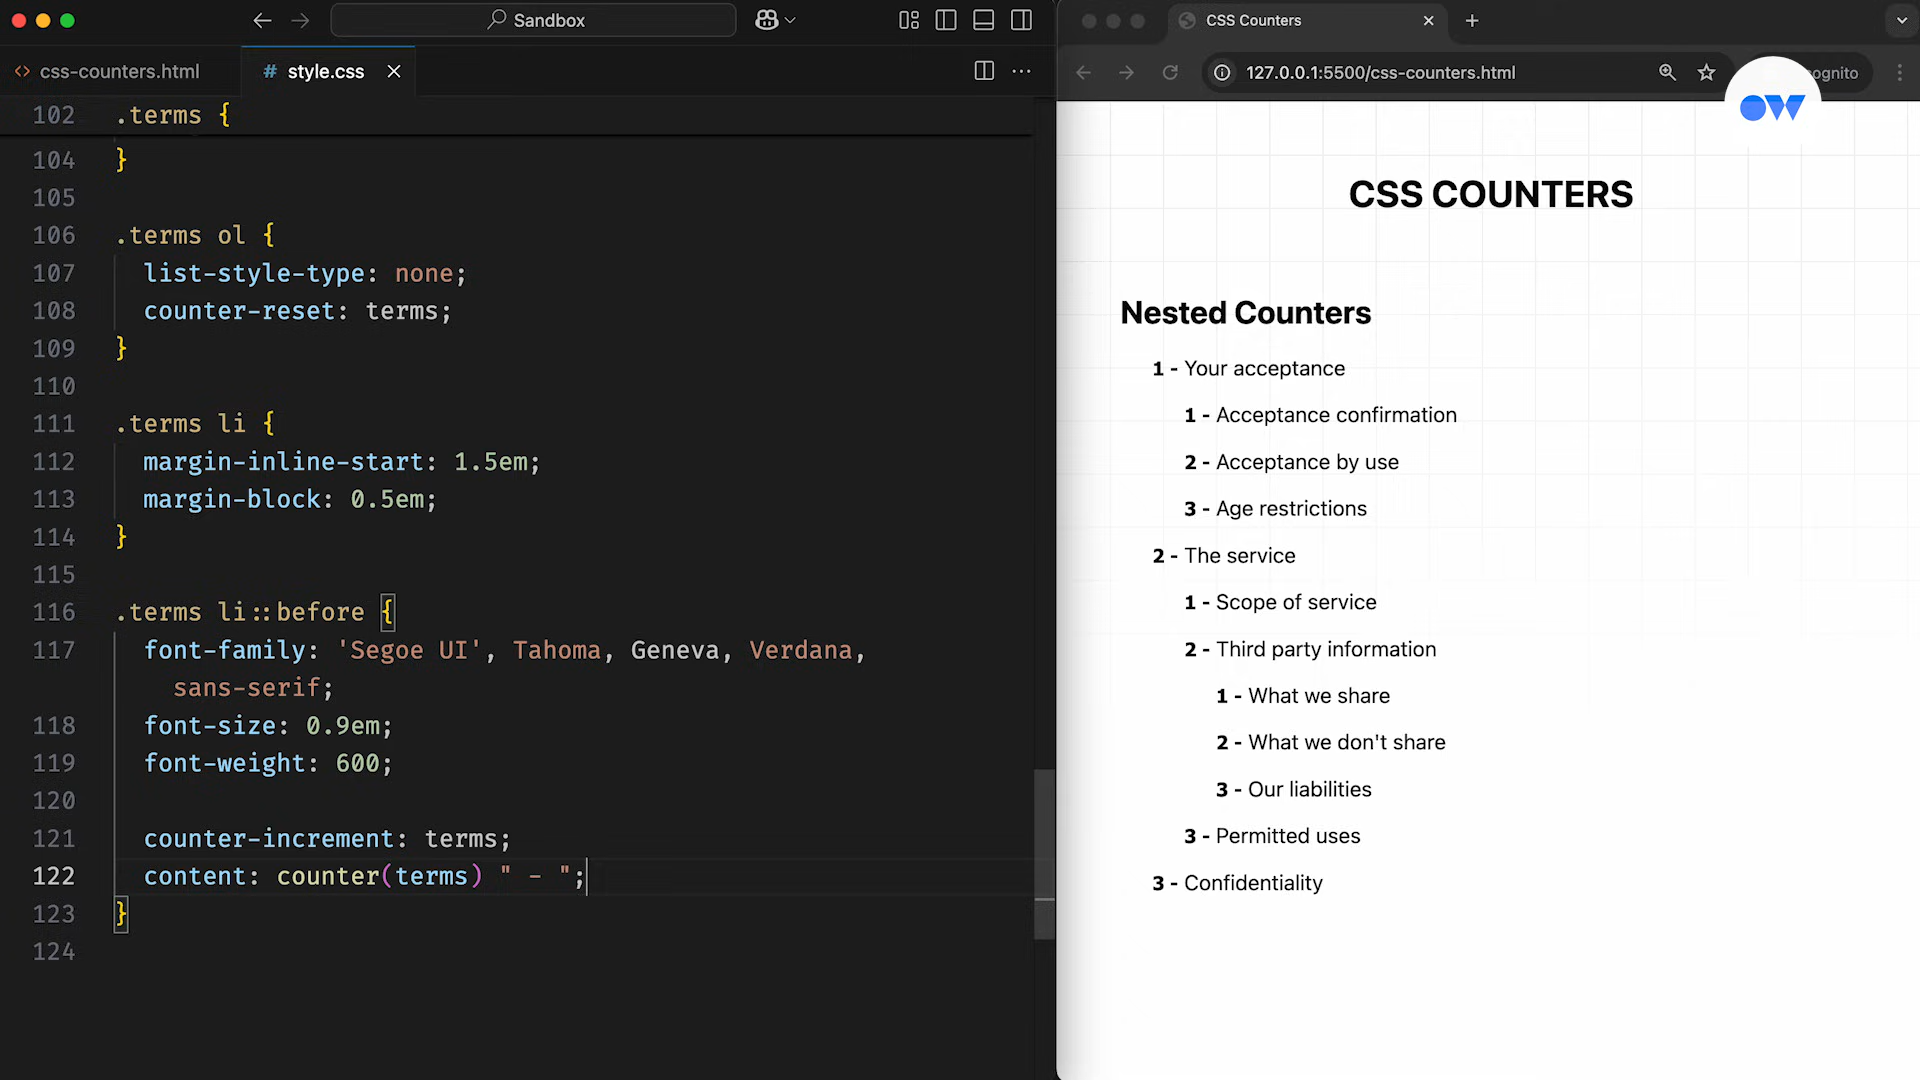 Sandbox
css-counters.html
# style.css
102 .terms {
104 }
105
106 .terms ol {
107 list-style-type: none;
108 counter-reset: terms;
109 }
110
111 .terms li {
112 margin-inline-start: 1.5em;
113 margin-block: 0.5em;
114 }
115
116 .terms li::before {
117 font-family: 'Segoe UI', Tahoma, Geneva, Verdana,
sans-serif;
118 font-size: 0.9em;
119 font-weight: 600;
120
121 counter-increment: terms;
122 content: counter(terms) " - ";
123 }
124
CSS Counters
127.0.0.1:5500/css-counters.html
ognito
OW
CSS COUNTERS
Nested Counters
1 - Your acceptance
1 - Acceptance confirmation
2 - Acceptance by use
3 - Age restrictions
2 - The service
1 - Scope of service
2 - Third party information
1 - What we share
2 - What we don't share
3 - Our liabilities
3 - Permitted uses
3 - Confidentiality